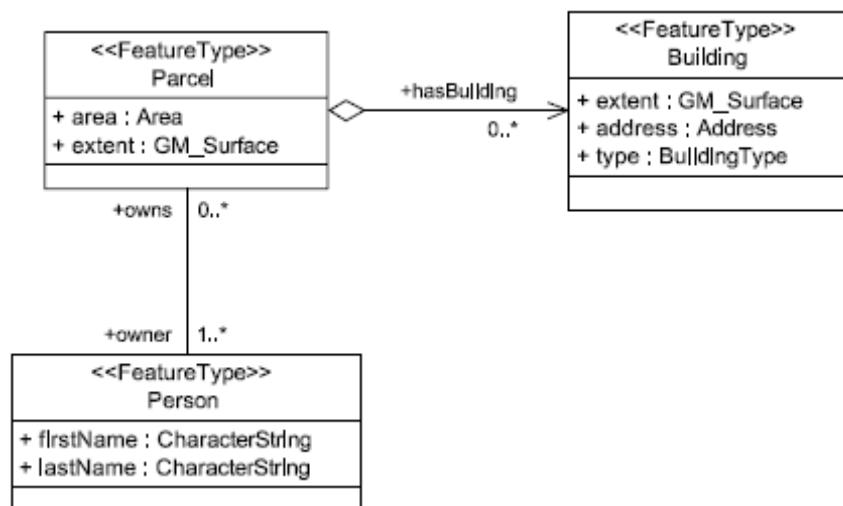 <<FeatureType>>
Parcel
+ area : Area
+ extent : GM_Surface
+hasBuilding
0..*
<<FeatureType>>
Building
+ extent : GM_Surface
+ address : Address
+ type : BuildingType
+owns 0..*
+owner 1..*
<<FeatureType>>
Person
+ firstName : CharacterString
+ lastName : CharacterString